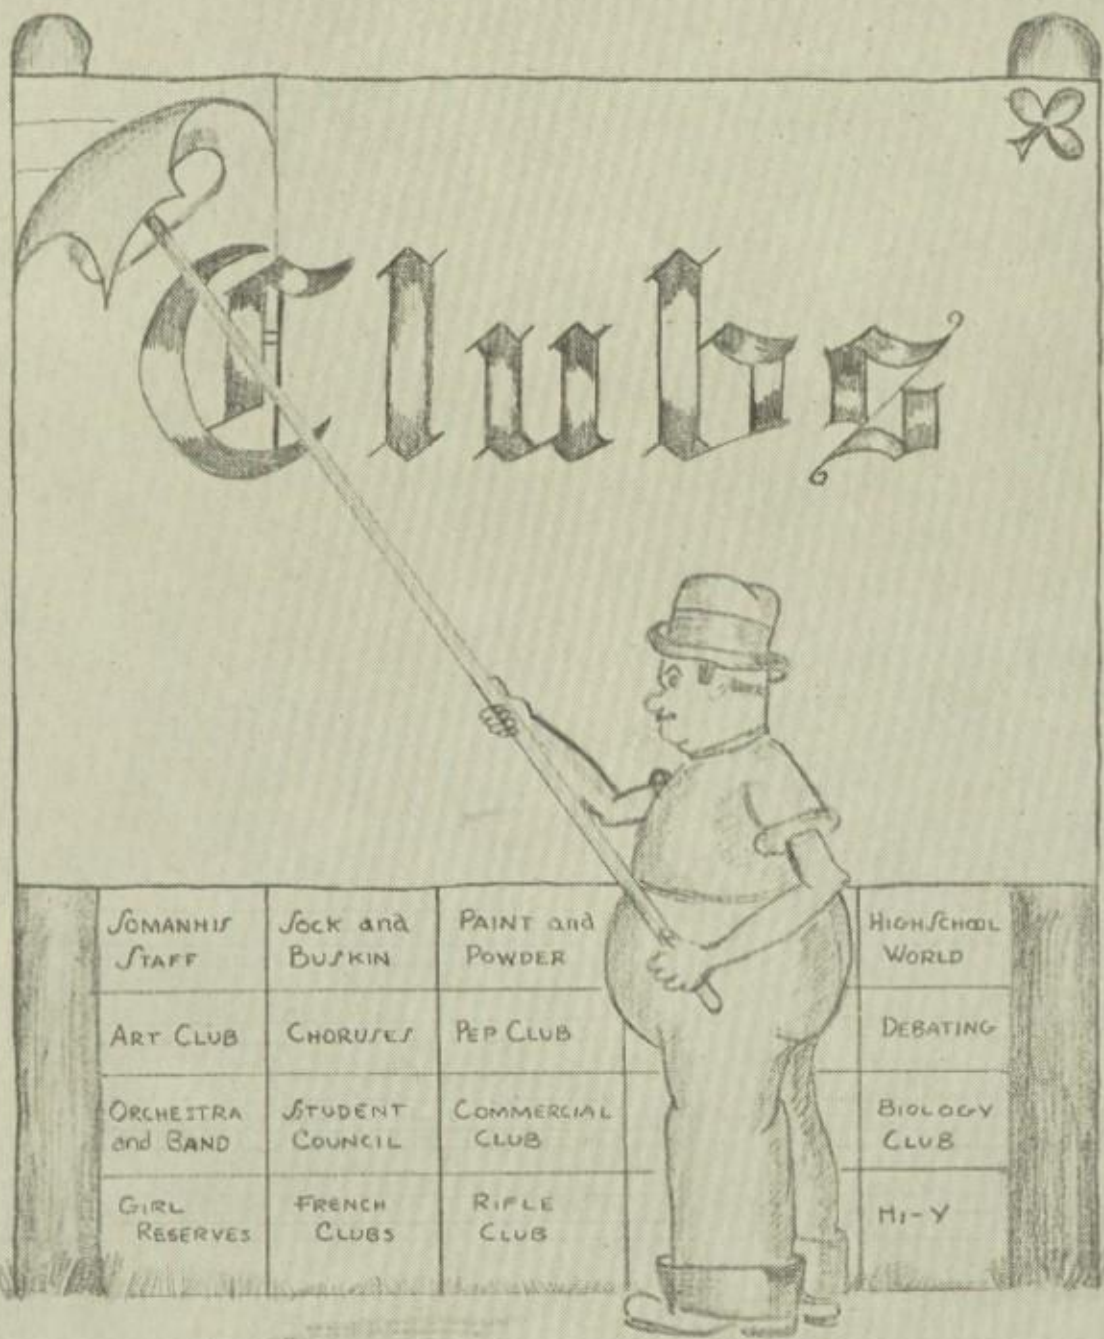 Clubs
SOMANHIS
STAFF
SOCK and
BUSKIN
PAINT and
POWDER
HIGH SCHOOL
WORLD
ART CLUB
CHORUSES
PEP CLUB
DEBATING
ORCHESTRA
and BAND
STUDENT
COUNCIL
COMMERCIAL
CLUB
BIOLOGY
CLUB
GIRL
RESERVES
FRENCH
CLUBS
RIFLE
CLUB
HI-Y